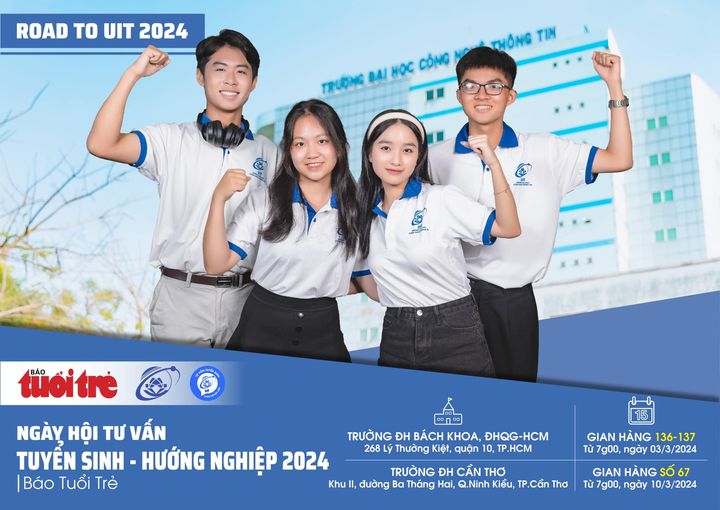 ROAD TO UIT 2024
TRƯỜNG ĐẠI HỌC CÔNG NGHỆ THÔNG TIN
BÁO
tuổi trẻ
NGÀY HỘI TƯ VẤN
TUYỂN SINH - HƯỚNG NGHIỆP 2024
|Báo Tuổi Trẻ
TRƯỜNG ĐH BÁCH KHOA, ĐHQG-HCM
268 Lý Thường Kiệt, quận 10, TP.HCM
15
GIAN HÀNG 136-137
Từ 7g00, ngày 03/3/2024
TRƯỜNG ĐH CẦN THƠ
Khu II, đường Ba Tháng Hai, Q.Ninh Kiều, TP.Cần Thơ
GIAN HÀNG SỐ 67
Từ 7g00, ngày 10/3/2024